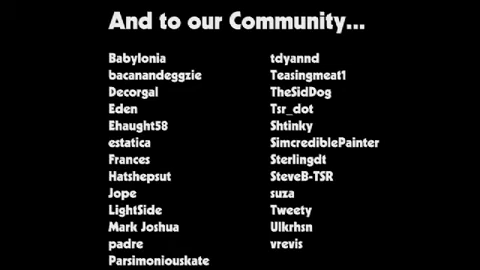 And to our Community...
Babylonia
bacanandeggzie
Decorgal
Eden
Ehaught58
estatica
Frances
Hatshepsut
Jope
LightSide
Mark Joshua
padre
Parsimoniouskate
tdyannd
Teasingmeat1
TheSidDog
Tsr_dot
Shtinky
SimcrediblePainter
Sterlingdt
SteveB-TSR
suza
Tweety
Ulkrhsn
vrevis